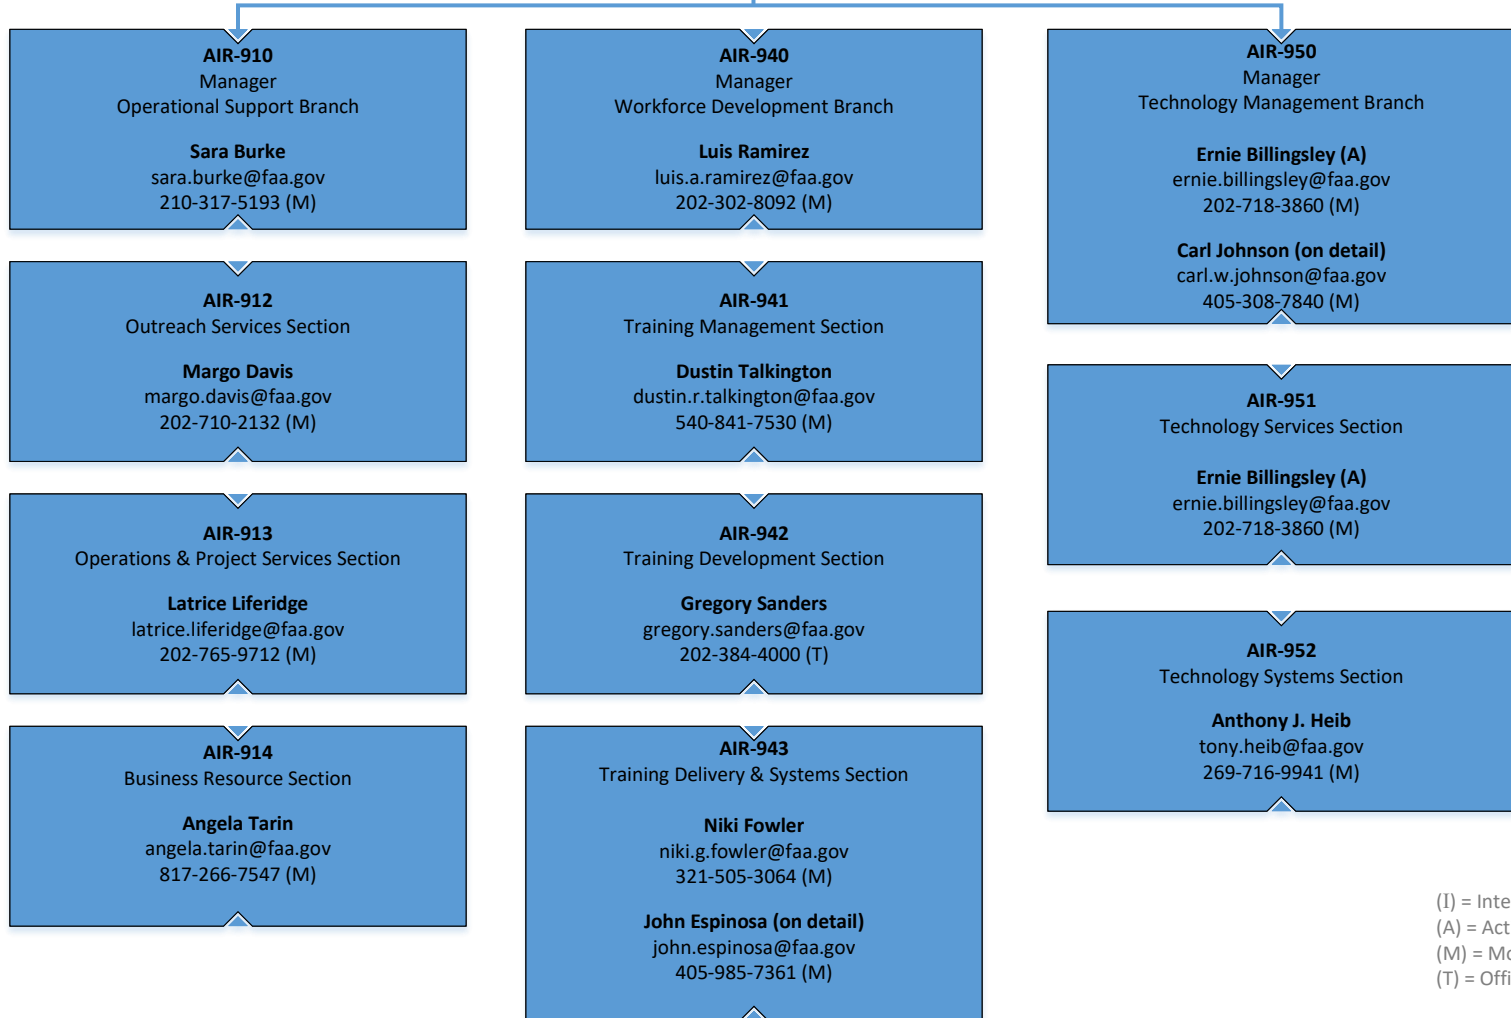 AIR-910
Manager
Operational Support Branch
Sara Burke
sara.burke@faa.gov
210-317-5193 (M)
AIR-912
Outreach Services Section
Margo Davis
margo.davis@faa.gov
202-710-2132 (M)
AIR-913
Operations & Project Services Section
Latrice Liferidge
latrice.liferidge@faa.gov
202-765-9712 (M)
AIR-914
Business Resource Section
Angela Tarin
angela.tarin@faa.gov
817-266-7547 (M)
AIR-940
Manager
Workforce Development Branch
Luis Ramirez
luis.a.ramirez@faa.gov
202-302-8092 (M)
AIR-941
Training Management Section
Dustin Talkington
dustin.r.talkington@faa.gov
540-841-7530 (M)
AIR-942
Training Development Section
Gregory Sanders
gregory.sanders@faa.gov
202-384-4000 (T)
AIR-943
Training Delivery & Systems Section
Niki Fowler
niki.g.fowler@faa.gov
321-505-3064 (M)
John Espinosa (on detail)
john.espinosa@faa.gov
405-985-7361 (M)
AIR-950
Manager
Technology Management Branch
Ernie Billingsley (A)
ernie.billingsley@faa.gov
202-718-3860 (M)
Carl Johnson (on detail)
carl.w.johnson@faa.gov
405-308-7840 (M)
AIR-951
Technology Services Section
Ernie Billingsley (A)
ernie.billingsley@faa.gov
202-718-3860 (M)
AIR-952
Technology Systems Section
Anthony J. Heib
tony.heib@faa.gov
269-716-9941 (M)
(I) = Inte
(A) = Act
(M) = Mo
(T) = Offi